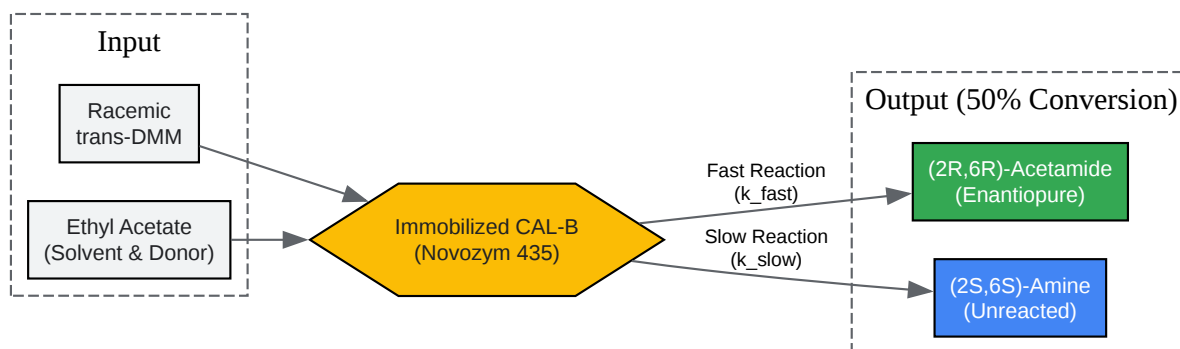 Input
Racemic
trans-DMM
Ethyl Acetate
(Solvent & Donor)
Immobilized CAL-B
(Novozym 435)
Fast Reaction
(k_fast)
Slow Reaction
(k_slow)
Output (50% Conversion)
(2R,6R)-Acetamide
(Enantiopure)
(2S,6S)-Amine
(Unreacted)